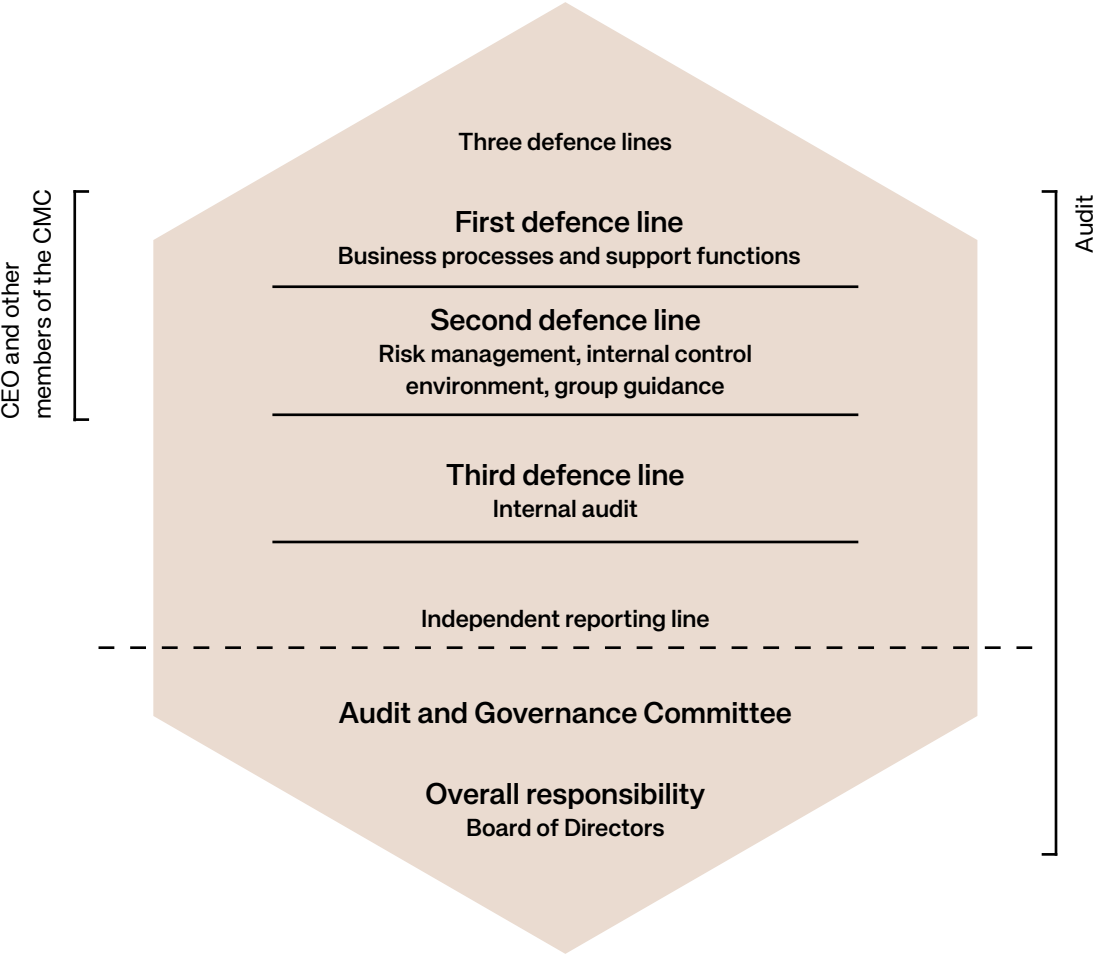 Three defence lines
CEO and other
members of the CMC
Audit
First defence line
Business processes and support functions
Second defence line
Risk management, internal control
environment, group guidance
Third defence line
Internal audit
Independent reporting line
Audit and Governance Committee
Overall responsibility
Board of Directors